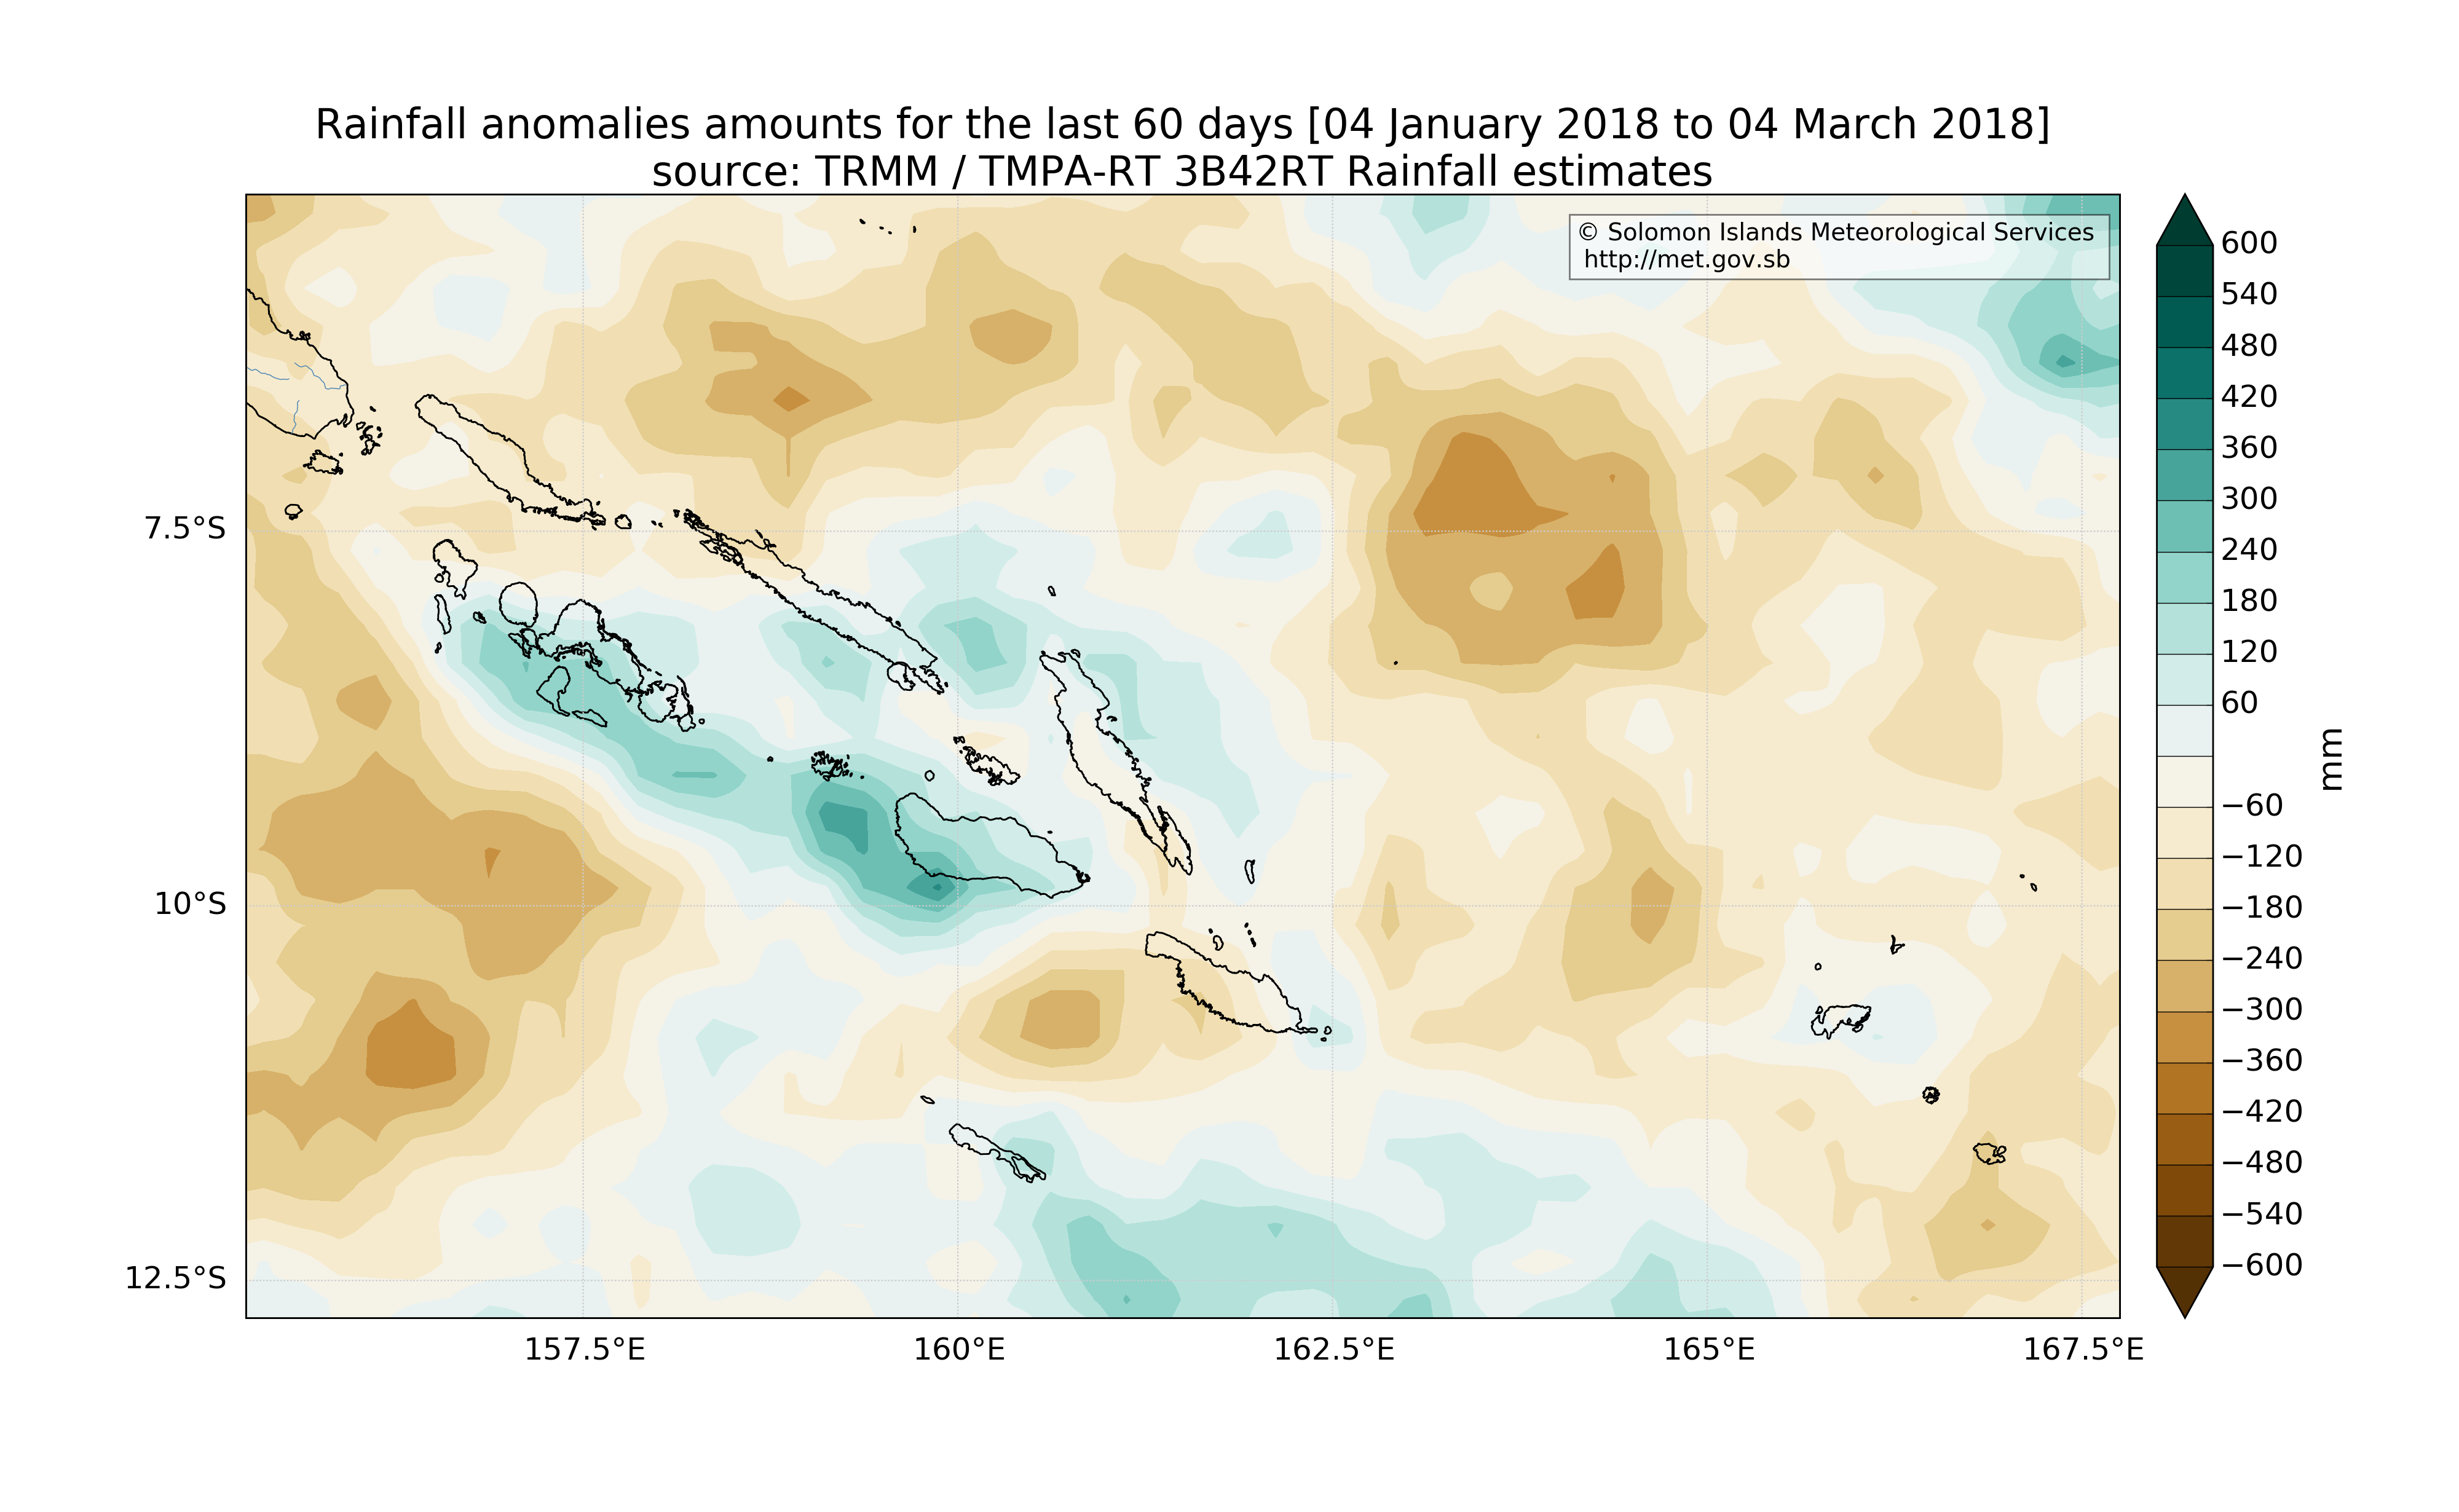 Rainfall anomalies amounts for the last 60 days [04 January 2018 to 04 March 2018]
source: TRMM / TMPA-RT 3B42RT Rainfall estimates
© Solomon Islands Meteorological Services
http://met.gov.sb
7.5°S
10°S
12.5°S
157.5°E
160°E
162.5°E
165°E
167.5°E
600
540
480
420
360
300
240
180
120
60
−60
−120
−180
−240
−300
−360
−420
−480
−540
−600
mm